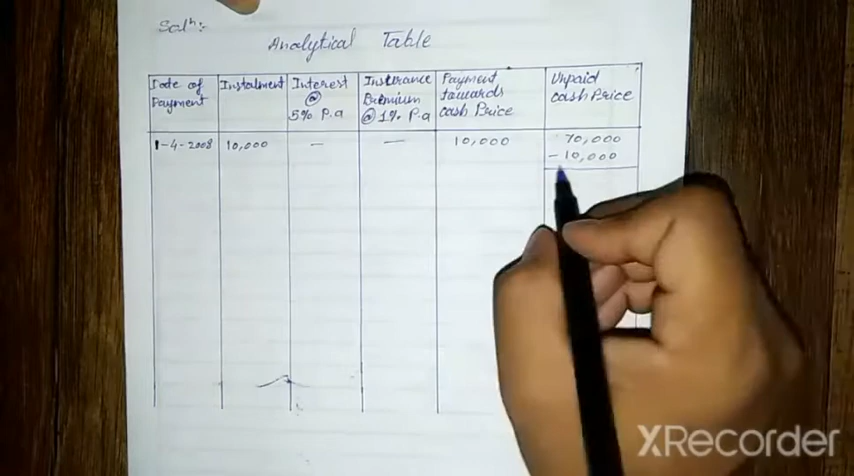 Solⁿ:
Analytical Table
Date of Payment | Instalment | Interest @ 5% P.a | Insurance Premium @ 1% P.a | Payment towards cash Price | Unpaid cash Price
1-4-2008 | 10,000 | — | — | 10,000 | 70,000
- 10,000
XRecorder